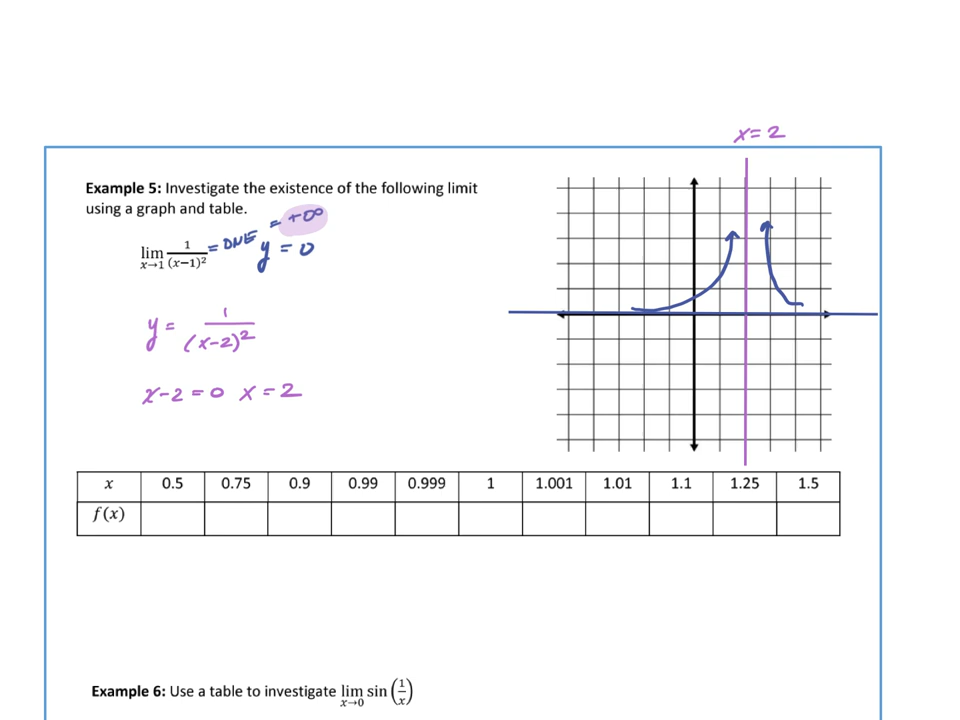 x = 2
Example 5: Investigate the existence of the following limit
using a graph and table.
lim x→1 1/(x−1)² = DNE = +∞
y = 0
y = 1/(x-2)²
x-2 = 0 x = 2
x 0.5 0.75 0.9 0.99 0.999 1 1.001 1.01 1.1 1.25 1.5
f(x)
Example 6: Use a table to investigate lim x→0 sin(1/x)